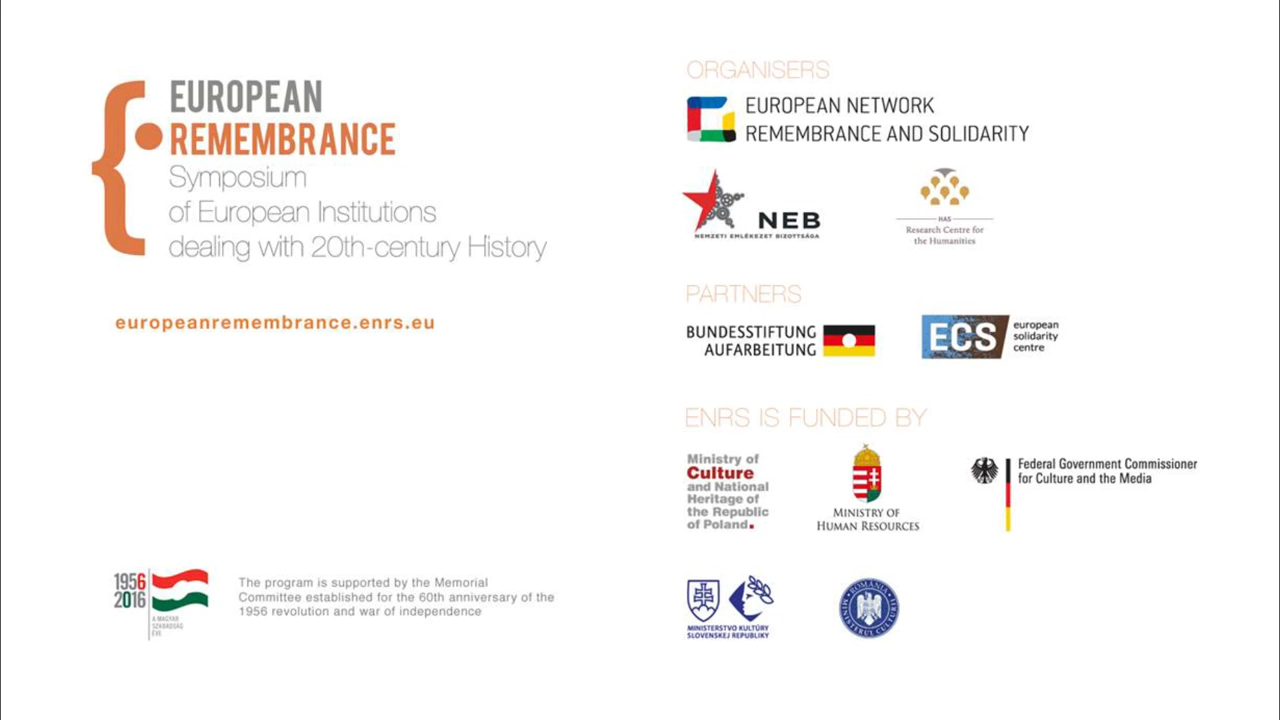 EUROPEAN
REMEMBRANCE
Symposium
of European Institutions
dealing with 20th-century History
europeanremembrance.enrs.eu
1956
2016
A MAGYAR
SZABADSÁG
ÉVE
The program is supported by the Memorial
Committee established for the 60th anniversary of the
1956 revolution and war of independence
ORGANISERS
EUROPEAN NETWORK
REMEMBRANCE AND SOLIDARITY
NEB
NEMZETI EMLÉKEZET BIZOTTSÁGA
HAS
Research Centre for
the Humanities
PARTNERS
BUNDESSTIFTUNG
AUFARBEITUNG
ECS
european
solidarity
centre
ENRS IS FUNDED BY
Ministry of
Culture
and National
Heritage of
the Republic
of Poland.
MINISTRY OF
HUMAN RESOURCES
Federal Government Commissioner
for Culture and the Media
MINISTERSTVO KULTÚRY
SLOVENSKEJ REPUBLIKY
ROMÂNIA
MINISTERUL CULTURII